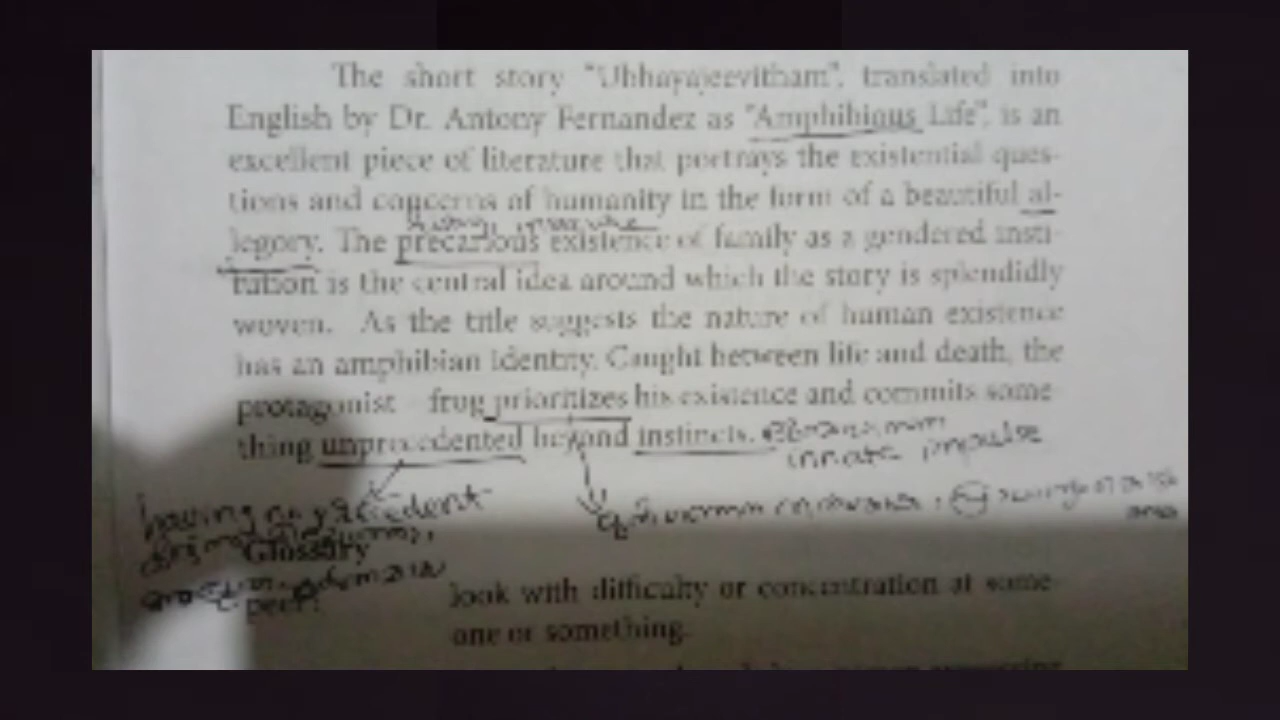 The short story "Ubhayajeevitham", translated into
English by Dr. Antony Fernandez as "Amphibious Life", is an
excellent piece of literature that portrays the existential ques-
tions and concerns of humanity in the form of a beautiful al-
legory. The precarious existence of family as a gendered insti-
tution is the central idea around which the story is splendidly
woven. As the title suggests the nature of human existence
has an amphibian identity. Caught between life and death, the
protagonist frog prioritizes his existence and commits some-
thing unprecedented beyond instincts.
innate impulse
having no precedent
Glossary
peer:
look with difficalty or concentration at some-
one or something.